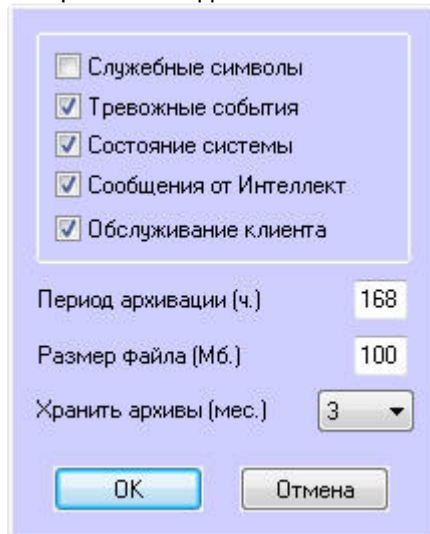 Служебные символы
Тревожные события
Состояние системы
Сообщения от Интеллект
Обслуживание клиента
Период архивации (ч.) 168
Размер файла (Мб.) 100
Хранить архивы (мес.) 3
OK Отмена